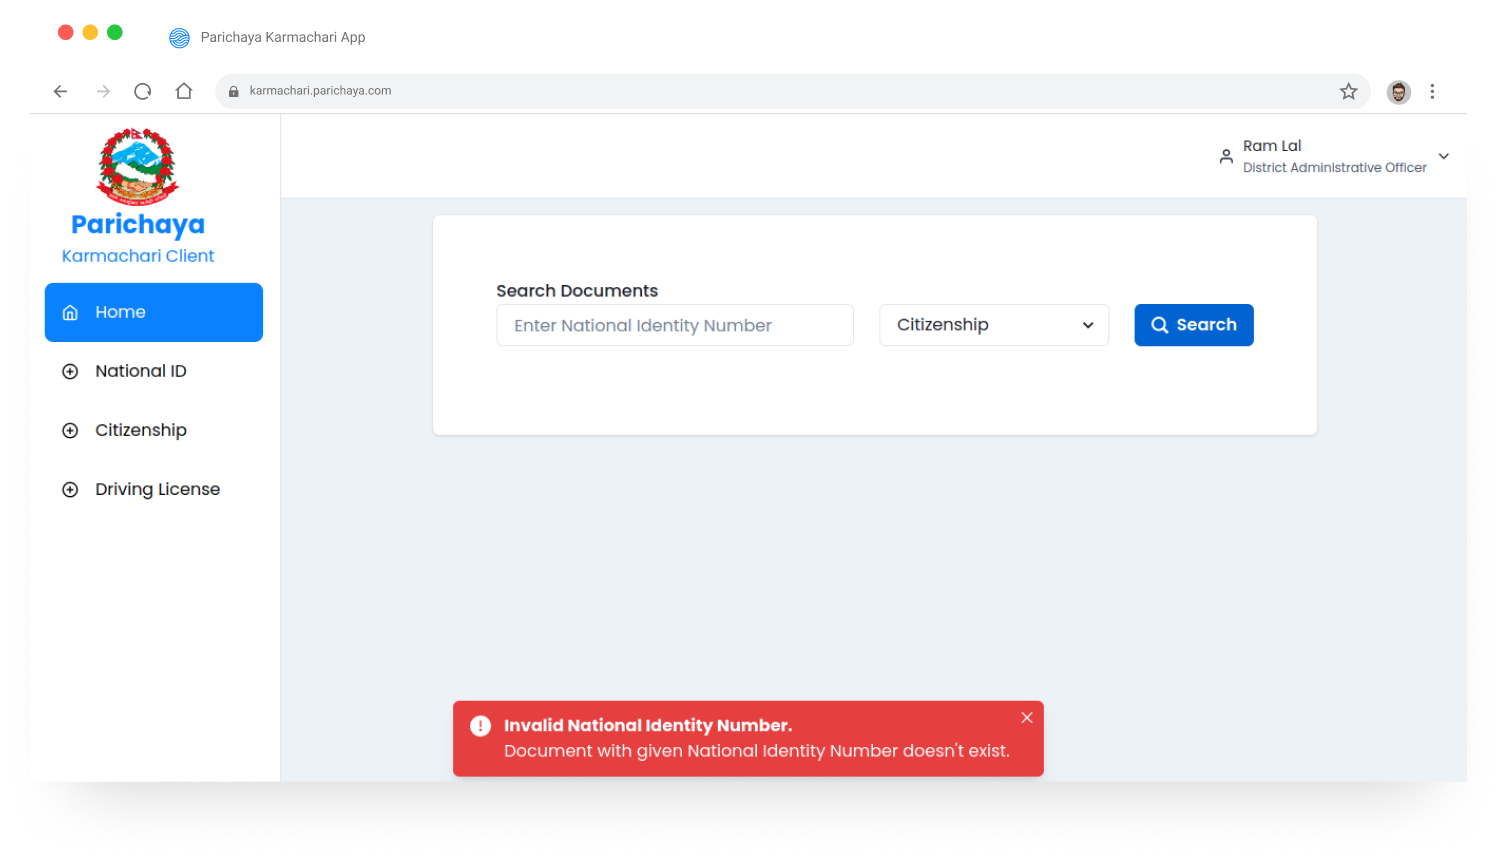 Parichaya Karmachari App
karmachari.parichaya.com
Ram Lal
District Administrative Officer
Parichaya
Karmachari Client
Home
National ID
Citizenship
Driving License
Search Documents
Enter National Identity Number
Citizenship
Search
Invalid National Identity Number.
Document with given National Identity Number doesn't exist.